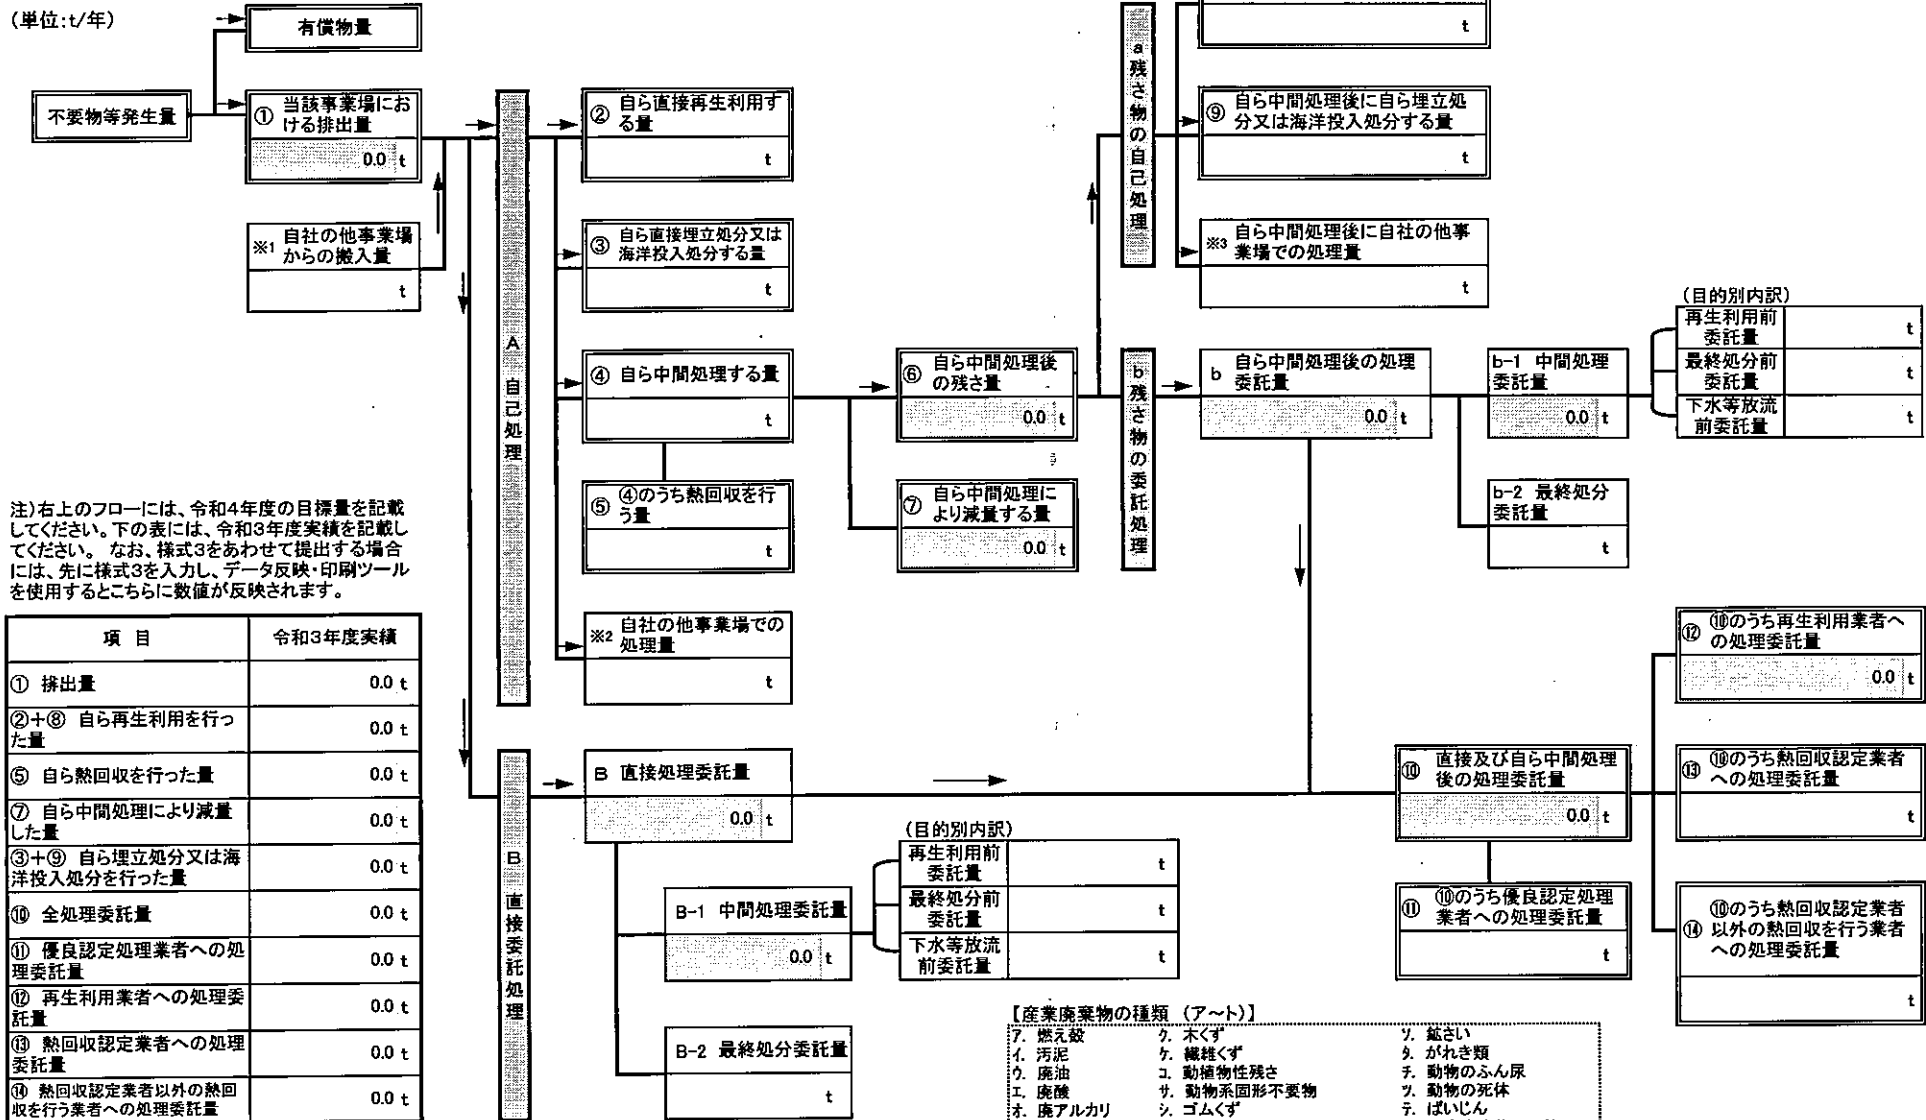 (単位:t/年)
有償物量
不要物等発生量
① 当該事業場にお
ける排出量
0.0 t
※1 自社の他事業場
からの搬入量
t
A 自己処理
② 自ら直接再生利用す
る量
t
③ 自ら直接埋立処分又は
海洋投入処分する量
t
④ 自ら中間処理する量
t
⑤ ④のうち熱回収を行
う量
t
※2 自社の他事業場での
処理量
t
⑥ 自ら中間処理後
の残さ量
0.0 t
⑦ 自ら中間処理に
より減量する量
0.0 t
a 残さ物の自己処理
t
⑨ 自ら中間処理後に自ら埋立処
分又は海洋投入処分する量
t
※3 自ら中間処理後に自社の他事
業場での処理量
t
b 残さ物の委託処理
b 自ら中間処理後の処理
委託量
0.0 t
b-1 中間処理
委託量
0.0 t
b-2 最終処分
委託量
t
(目的別内訳)
再生利用前
委託量
t
最終処分前
委託量
t
下水等放流
前委託量
t
注)右上のフローには、令和4年度の目標量を記載
してください。下の表には、令和3年度実績を記載し
てください。 なお、様式3をあわせて提出する場合
には、先に様式3を入力し、データ反映・印刷ツール
を使用するとこちらに数値が反映されます。
項 目 令和3年度実績
① 排出量 0.0 t
②+⑧ 自ら再生利用を行っ
た量 0.0 t
⑤ 自ら熱回収を行った量 0.0 t
⑦ 自ら中間処理により減量
した量 0.0 t
③+⑨ 自ら埋立処分又は海
洋投入処分を行った量 0.0 t
⑩ 全処理委託量 0.0 t
⑪ 優良認定処理業者への処
理委託量 0.0 t
⑫ 再生利用業者への処理委
託量 0.0 t
⑬ 熱回収認定業者への処理
委託量 0.0 t
⑭ 熱回収認定業者以外の熱回
収を行う業者への処理委託量 0.0 t
B 直接委託処理
B 直接処理委託量
0.0 t
B-1 中間処理委託量
0.0 t
B-2 最終処分委託量
t
(目的別内訳)
再生利用前
委託量
t
最終処分前
委託量
t
下水等放流
前委託量
t
⑩ 直接及び自ら中間処理
後の処理委託量
0.0 t
⑪ ⑩のうち優良認定処理
業者への処理委託量
t
⑫ ⑩のうち再生利用業者へ
の処理委託量
0.0 t
⑬ ⑩のうち熱回収認定業者
への処理委託量
t
⑭ ⑩のうち熱回収認定業者
以外の熱回収を行う業者
への処理委託量
t
【産業廃棄物の種類 (ア~ト)】
ア. 燃え殻 ク. 木くず ソ. 鉱さい
イ. 汚泥 ケ. 繊維くず タ. がれき類
ウ. 廃油 コ. 動植物性残さ チ. 動物のふん尿
エ. 廃酸 サ. 動物系固形不要物 ツ. 動物の死体
オ. 廃アルカリ シ. ゴムくず テ. ばいじん